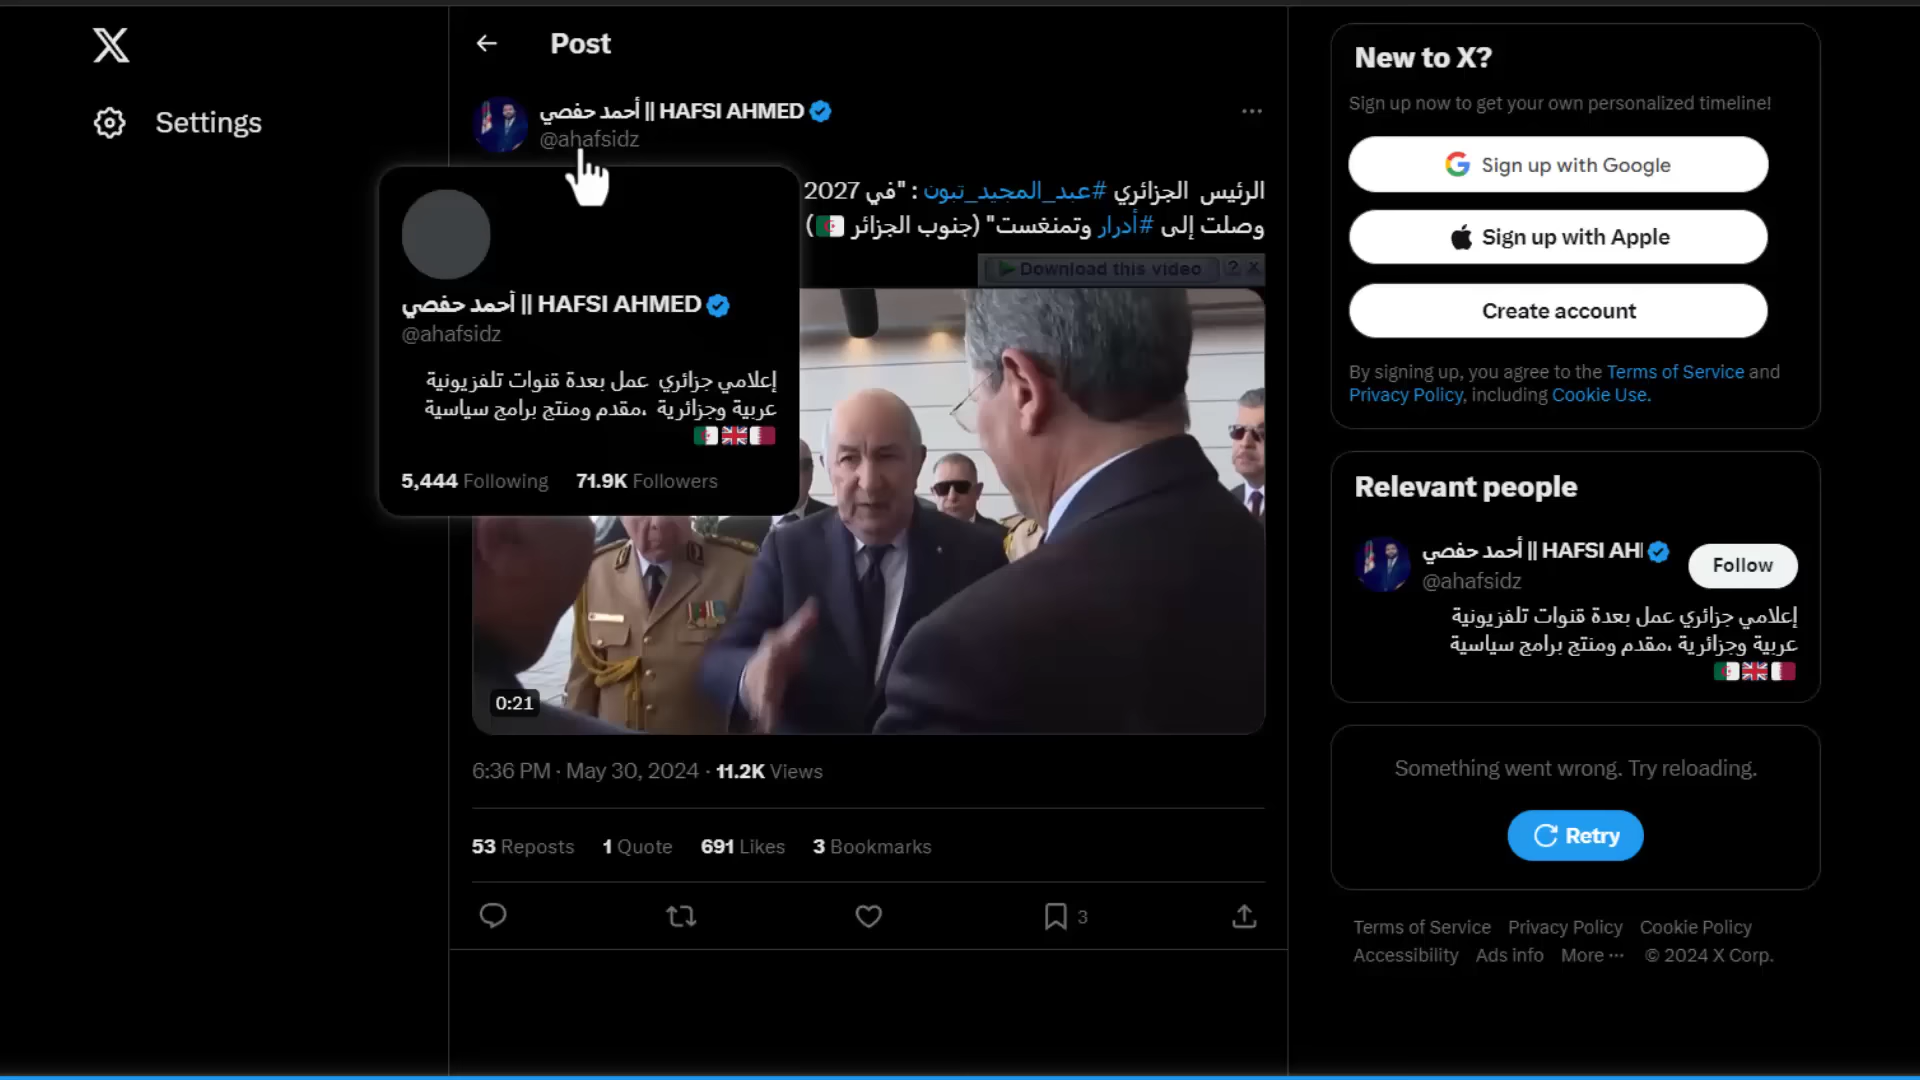 Post
Settings
أحمد حفصي || HAFSI AHMED
@ahafsidz
الرئيس الجزائري #عبد_المجيد_تبون : "في 2027
وصلت إلى #أدرار وتمنغست" (جنوب الجزائر 🇩🇿)
Download this video ? X
أحمد حفصي || HAFSI AHMED
@ahafsidz
إعلامي جزائري عمل بعدة قنوات تلفزيونية
عربية وجزائرية ،مقدم ومنتج برامج سياسية
🇩🇿🇬🇧🇶🇦
5,444 Following 71.9K Followers
0:21
6:36 PM · May 30, 2024 · 11.2K Views
53 Reposts 1 Quote 691 Likes 3 Bookmarks
3
New to X?
Sign up now to get your own personalized timeline!
Sign up with Google
Sign up with Apple
Create account
By signing up, you agree to the Terms of Service and
Privacy Policy, including Cookie Use.
Relevant people
أحمد حفصي || HAFSI AH
@ahafsidz
Follow
إعلامي جزائري عمل بعدة قنوات تلفزيونية
عربية وجزائرية ،مقدم ومنتج برامج سياسية
🇩🇿🇬🇧🇶🇦
Something went wrong. Try reloading.
Retry
Terms of Service Privacy Policy Cookie Policy
Accessibility Ads info More ··· © 2024 X Corp.